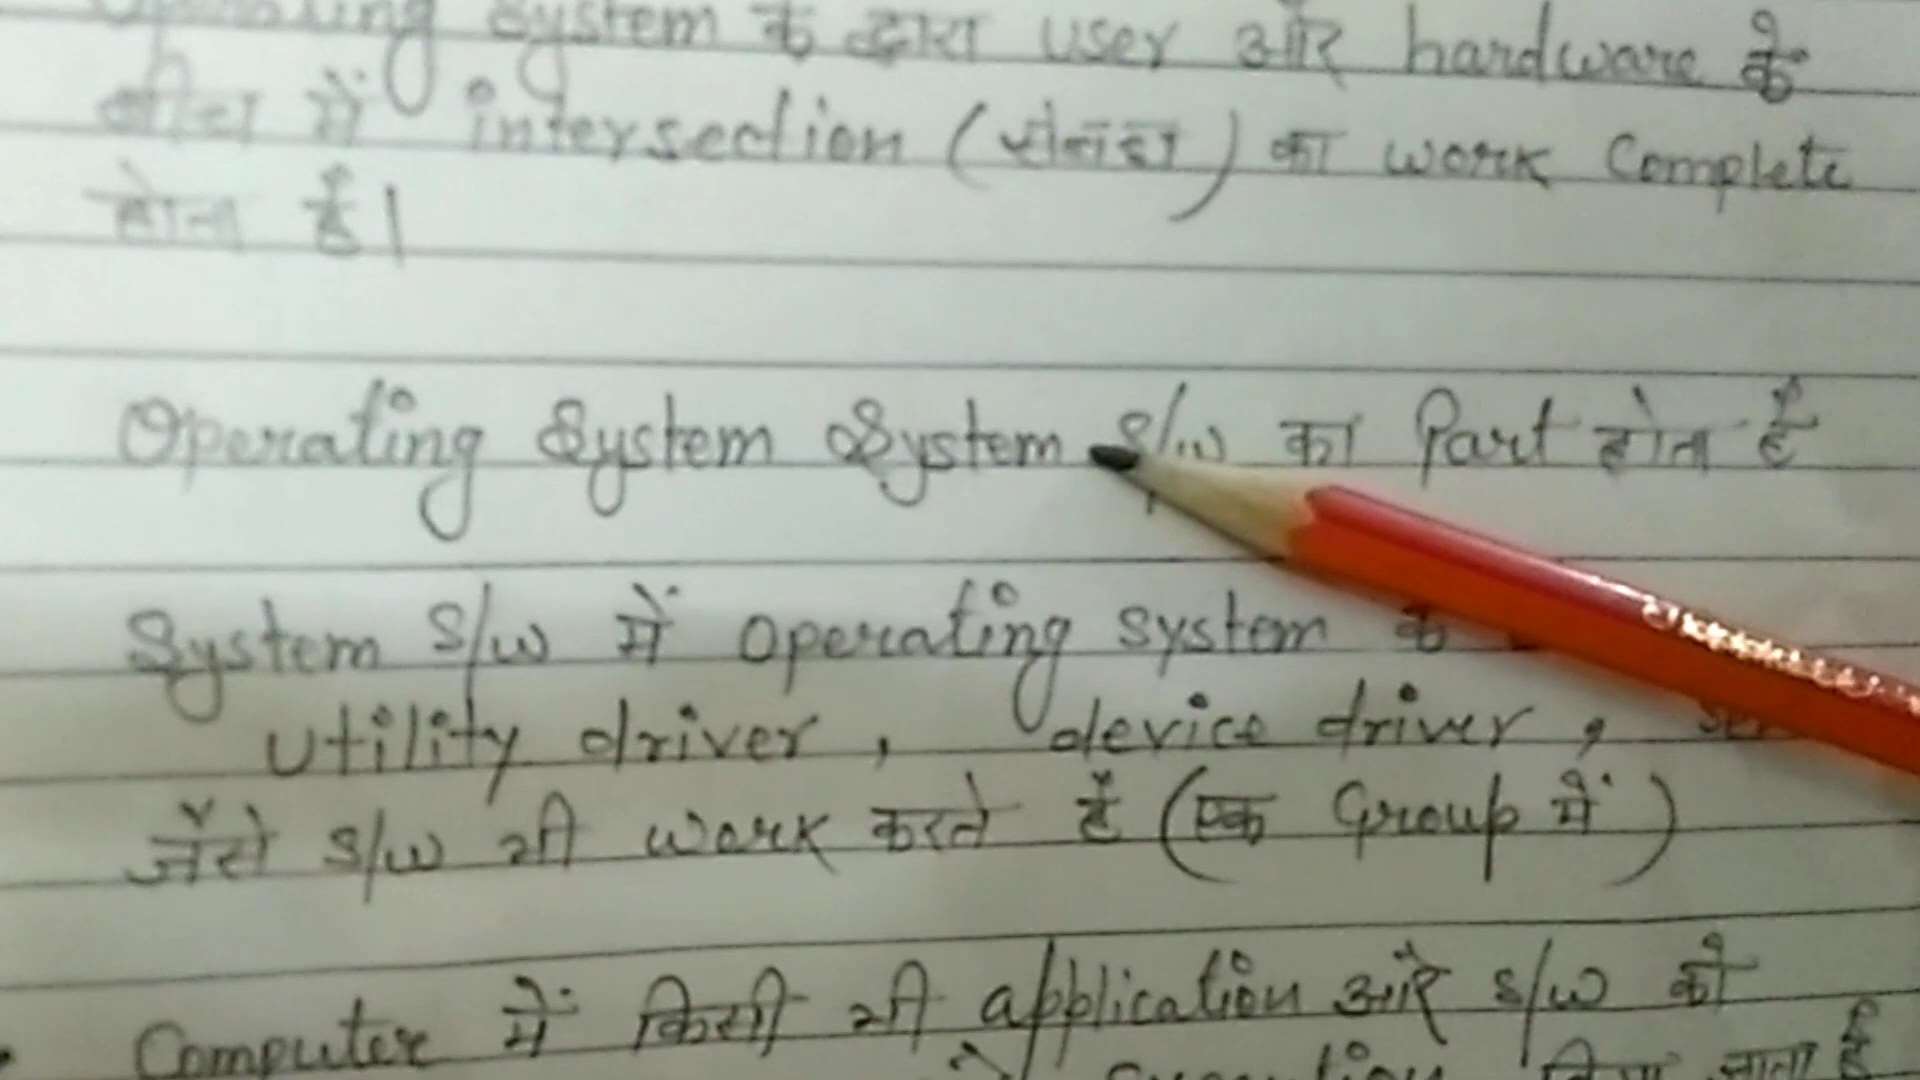 Operating System के द्वारा user और hardware के
बीच में intersection ( ) का work Complete
होता है।
Operating System System S/w का Part होता है
System S/w में Operating system के
Utility driver, device driver,
जैसे S/w भी work करते हैं (एक Group में)
Computer में किसी भी application और S/w को
किया जाता है